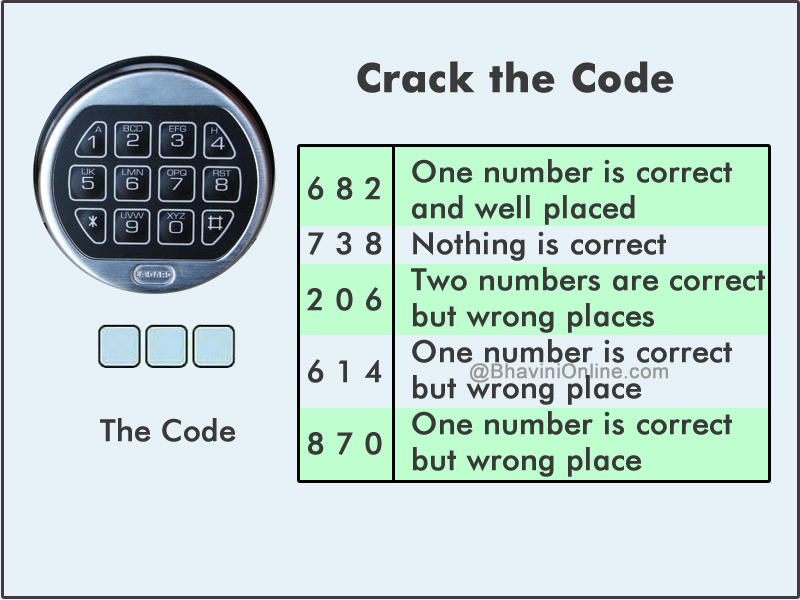 Crack the Code
A 1
BCD 2
EFG 3
H 4
IJK 5
LMN 6
OPQ 7
RST 8
*
UVW 9
XYZ 0
#
LAGARD
The Code
6 8 2 One number is correct
and well placed
7 3 8 Nothing is correct
2 0 6 Two numbers are correct
but wrong places
6 1 4 One number is correct
but wrong place
@BhaviniOnline.com
8 7 0 One number is correct
but wrong place